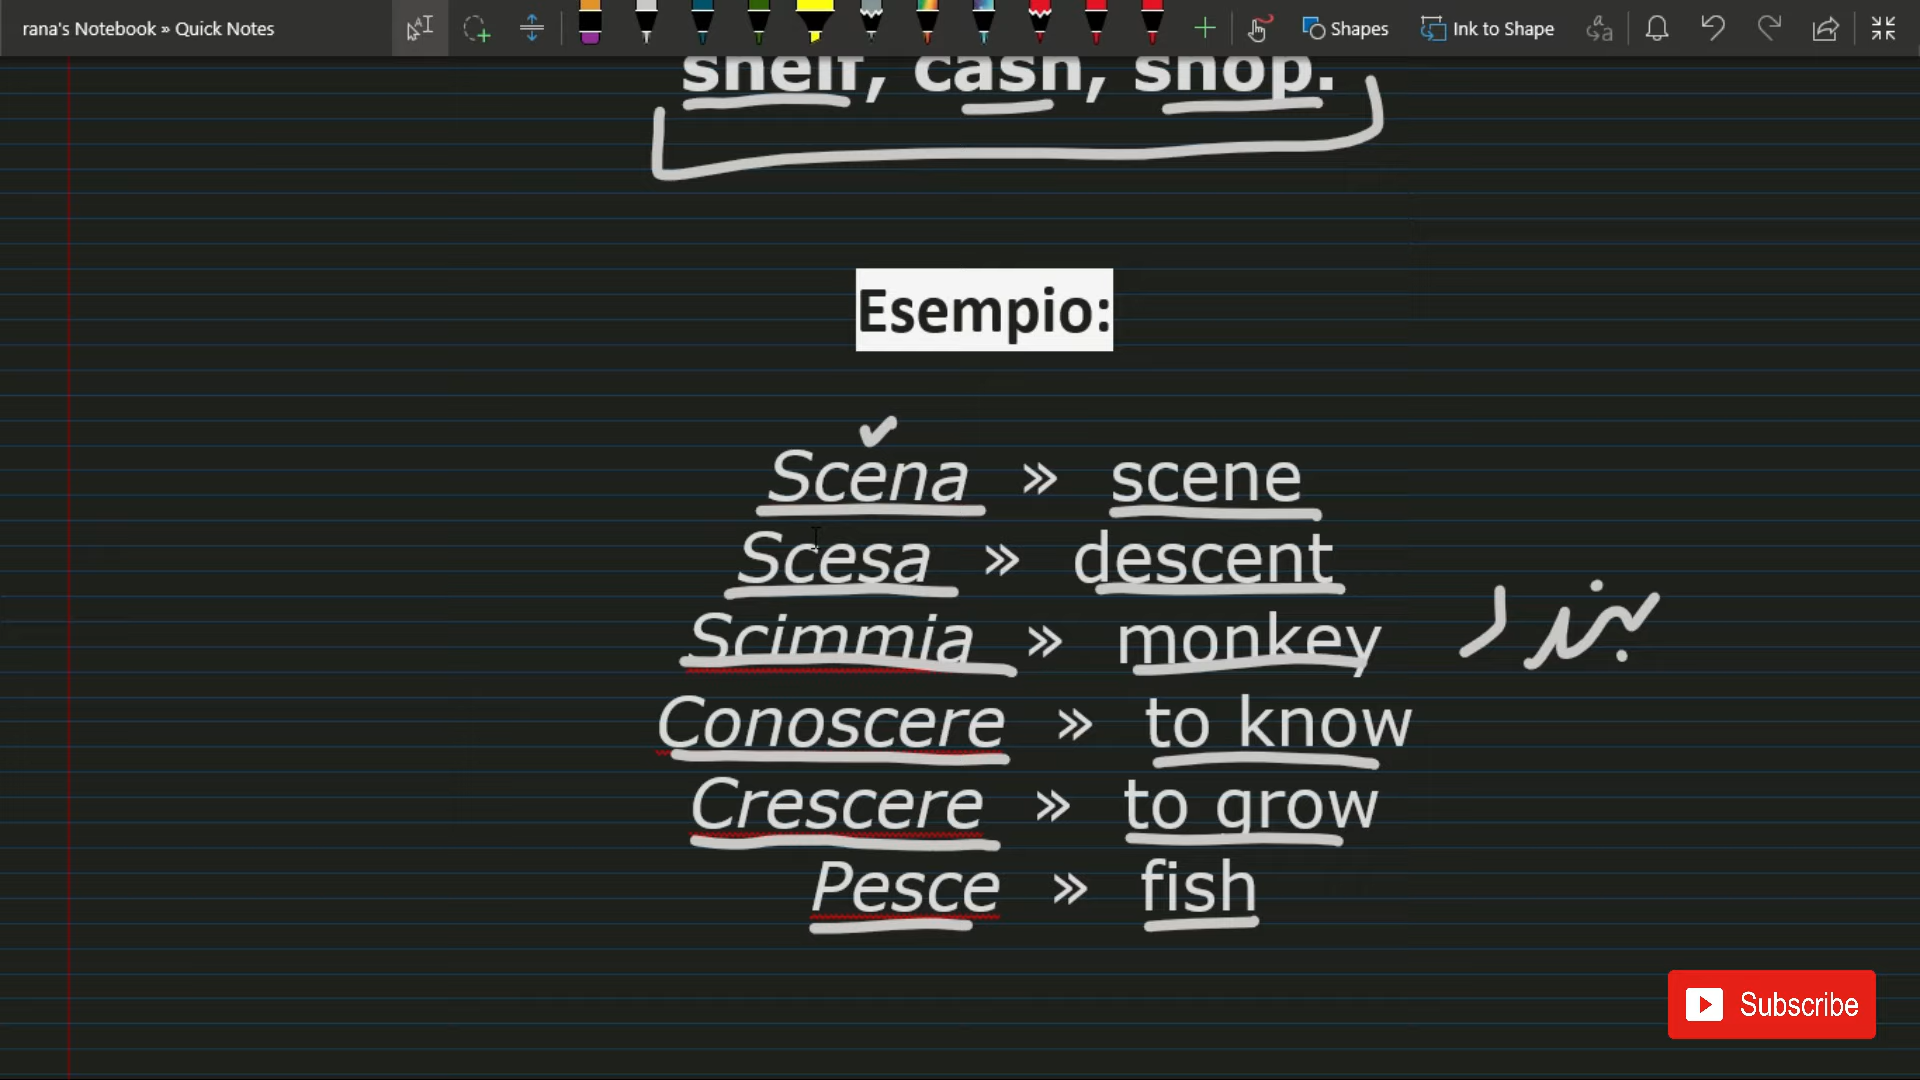 rana's Notebook » Quick Notes
Shapes
Ink to Shape
shelf, cash, shop.
Esempio:
Scena » scene
Scesa » descent
Scimmia » monkey بندر
Conoscere » to know
Crescere » to grow
Pesce » fish
Subscribe